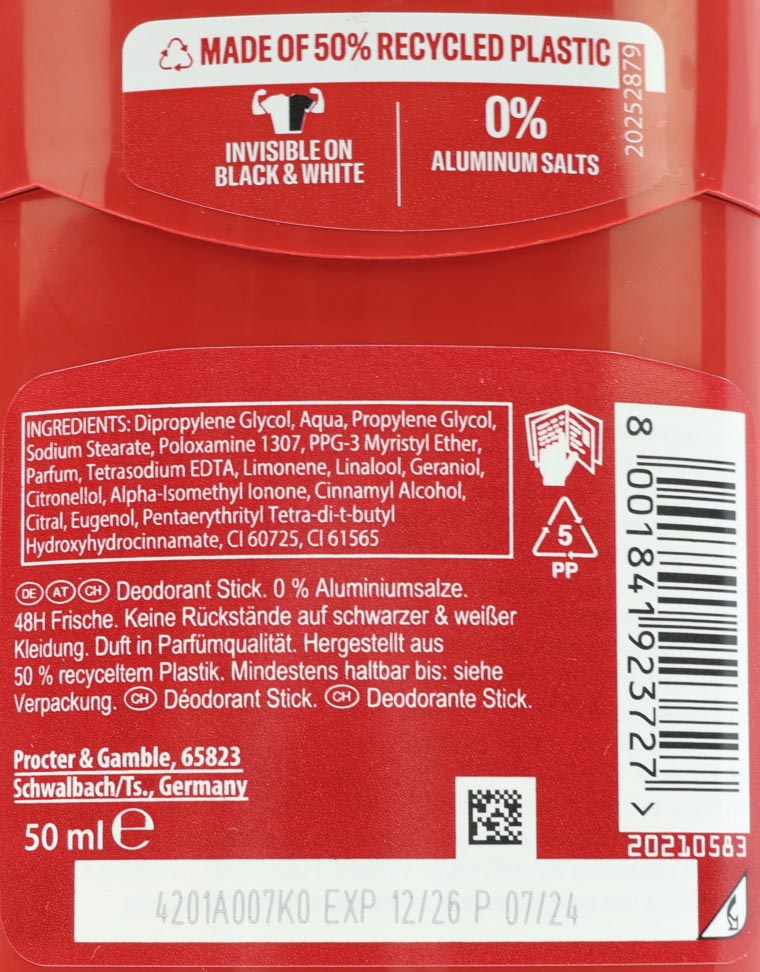 MADE OF 50% RECYCLED PLASTIC
20252879
INVISIBLE ON
BLACK & WHITE
0%
ALUMINUM SALTS
INGREDIENTS: Dipropylene Glycol, Aqua, Propylene Glycol,
Sodium Stearate, Poloxamine 1307, PPG-3 Myristyl Ether,
Parfum, Tetrasodium EDTA, Limonene, Linalool, Geraniol,
Citronellol, Alpha-Isomethyl Ionone, Cinnamyl Alcohol,
Citral, Eugenol, Pentaerythrityl Tetra-di-t-butyl
Hydroxyhydrocinnamate, CI 60725, CI 61565
5
PP
8 001841 923727 >
DE AT CH Deodorant Stick. 0 % Aluminiumsalze.
48H Frische. Keine Rückstände auf schwarzer & weißer
Kleidung. Duft in Parfümqualität. Hergestellt aus
50 % recyceltem Plastik. Mindestens haltbar bis: siehe
Verpackung. CH Déodorant Stick. CH Deodorante Stick.
Procter & Gamble, 65823
Schwalbach/Ts., Germany
50 ml e
20210583
4201A007K0 EXP 12/26 P 07/24